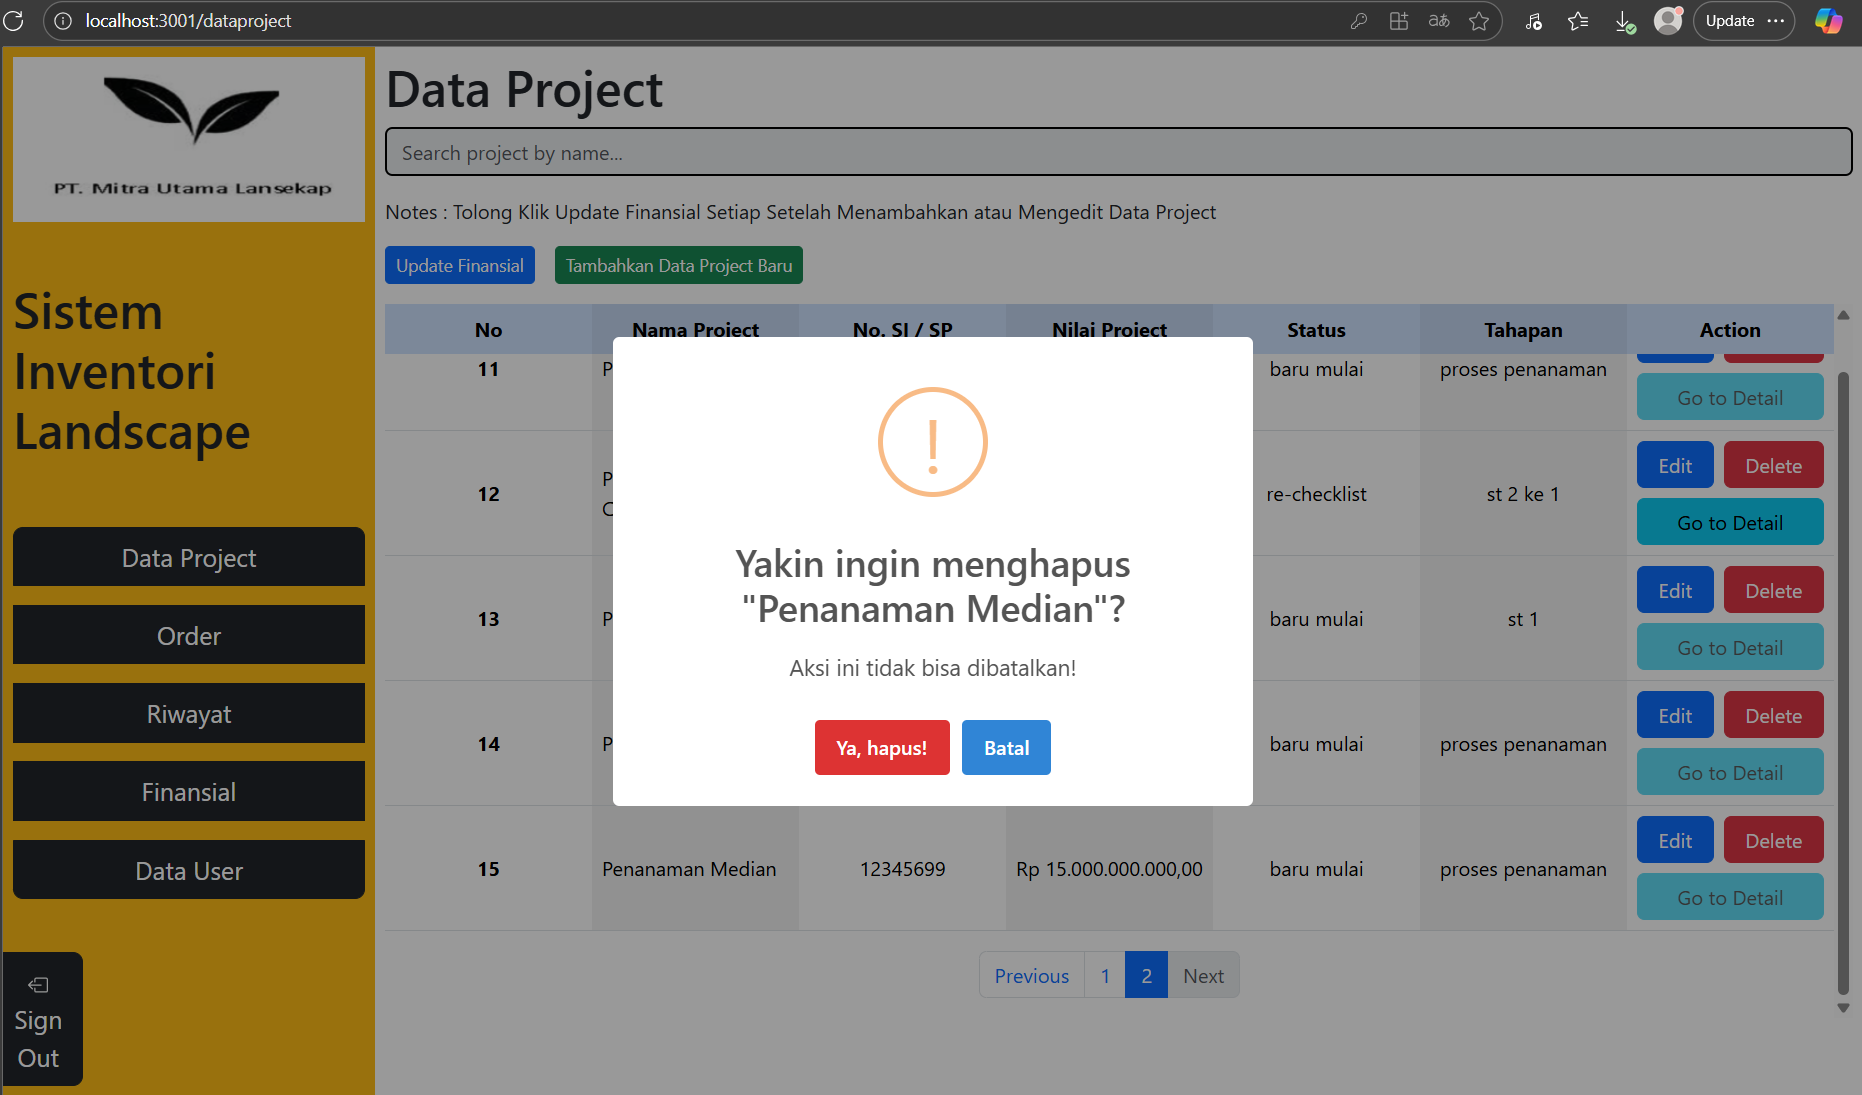 localhost:3001/dataproject
Update
PT. Mitra Utama Lansekap
Sistem
Inventori
Landscape
Data Project
Order
Riwayat
Finansial
Data User
Sign
Out
Data Project
Search project by name...
Notes : Tolong Klik Update Finansial Setiap Setelah Menambahkan atau Mengedit Data Project
Update Finansial
Tambahkan Data Project Baru
No Nama Project No. SI / SP Nilai Project Status Tahapan Action
11 P baru mulai proses penanaman
Go to Detail
12 P re-checklist st 2 ke 1 Edit Delete
Go to Detail
13 P baru mulai st 1 Edit Delete
Go to Detail
14 P baru mulai proses penanaman Edit Delete
Go to Detail
15 Penanaman Median 12345699 Rp 15.000.000.000,00 baru mulai proses penanaman Edit Delete
Go to Detail
Previous 1 2 Next
!
Yakin ingin menghapus
"Penanaman Median"?
Aksi ini tidak bisa dibatalkan!
Ya, hapus! Batal